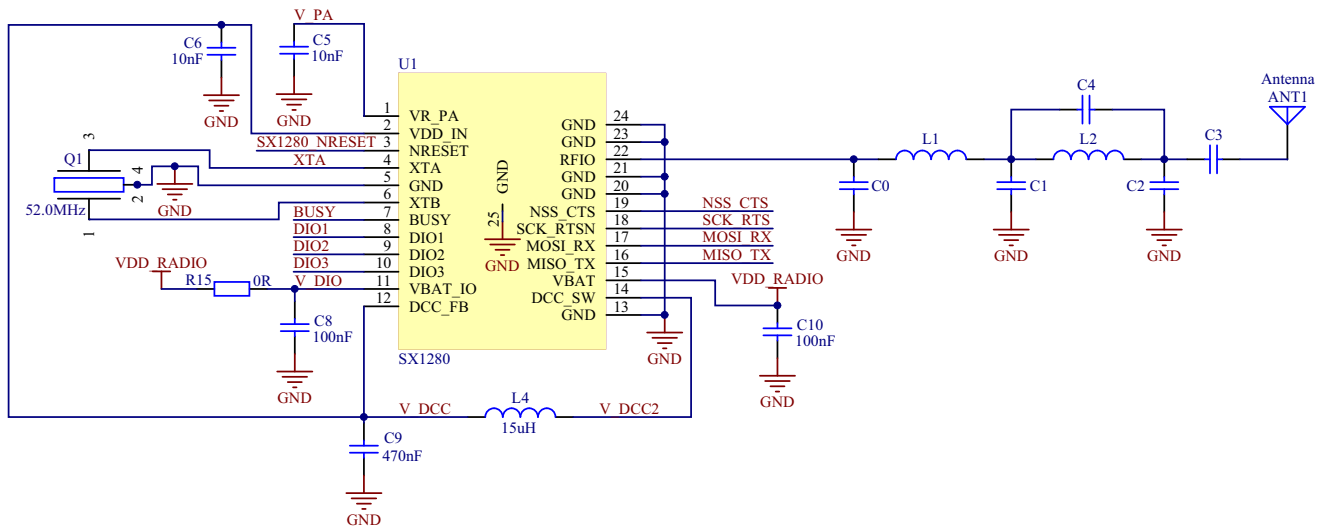 V_PA
C6
10nF
C5
10nF
GND
GND
U1
1
VR_PA
2
VDD_IN
SX1280_NRESET
3
NRESET
XTA
4
XTA
5
GND
6
XTB
BUSY
7
BUSY
DIO1
8
DIO1
DIO2
9
DIO2
DIO3
10
DIO3
V_DIO
11
VBAT_IO
12
DCC_FB
GND
25
GND
24
GND
23
GND
22
RFIO
21
GND
20
GND
19
NSS_CTS
NSS_CTS
18
SCK_RTSN
SCK_RTS
17
MOSI_RX
MOSI_RX
16
MISO_TX
MISO_TX
15
VBAT
14
DCC_SW
13
GND
SX1280
3
Q1
4
2
52.0MHz
1
GND
VDD_RADIO
R15
0R
C8
100nF
GND
GND
VDD_RADIO
C10
100nF
GND
V_DCC
L4
15uH
V_DCC2
C9
470nF
GND
C0
GND
L1
C1
GND
C4
L2
C2
GND
C3
Antenna
ANT1